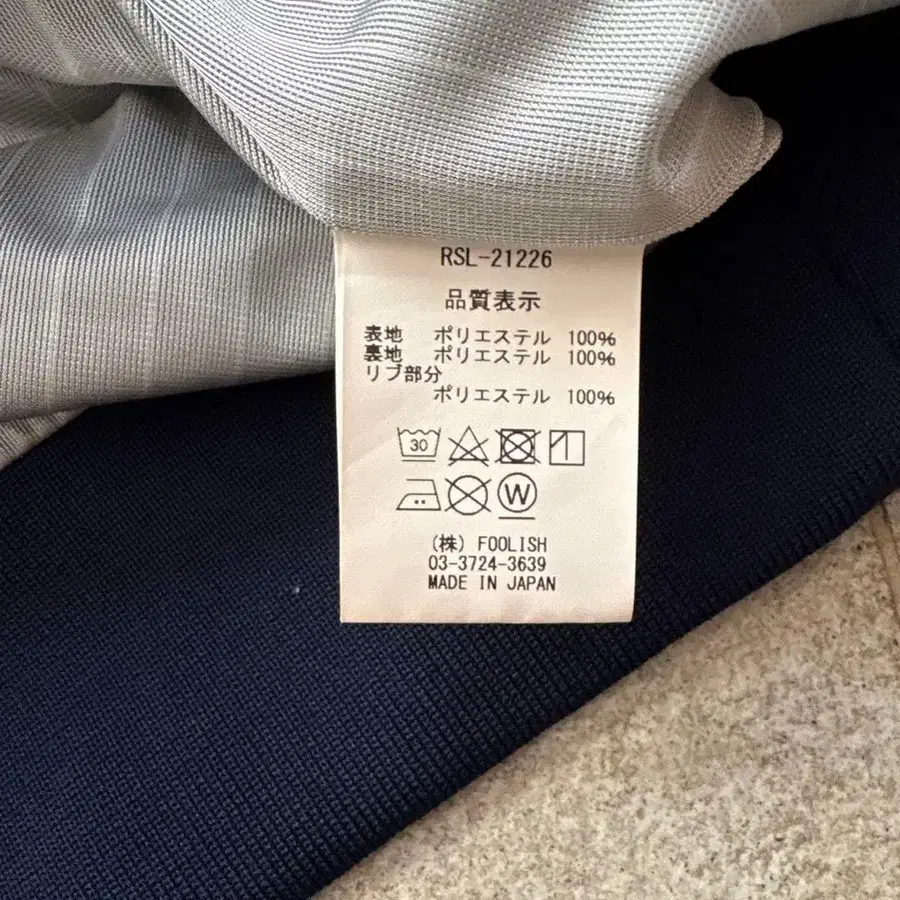 RSL-21226
品質表示
表地 ポリエステル 100%
裏地 ポリエステル 100%
リブ部分
ポリエステル 100%
30
W
(株) FOOLISH
03-3724-3639
MADE IN JAPAN